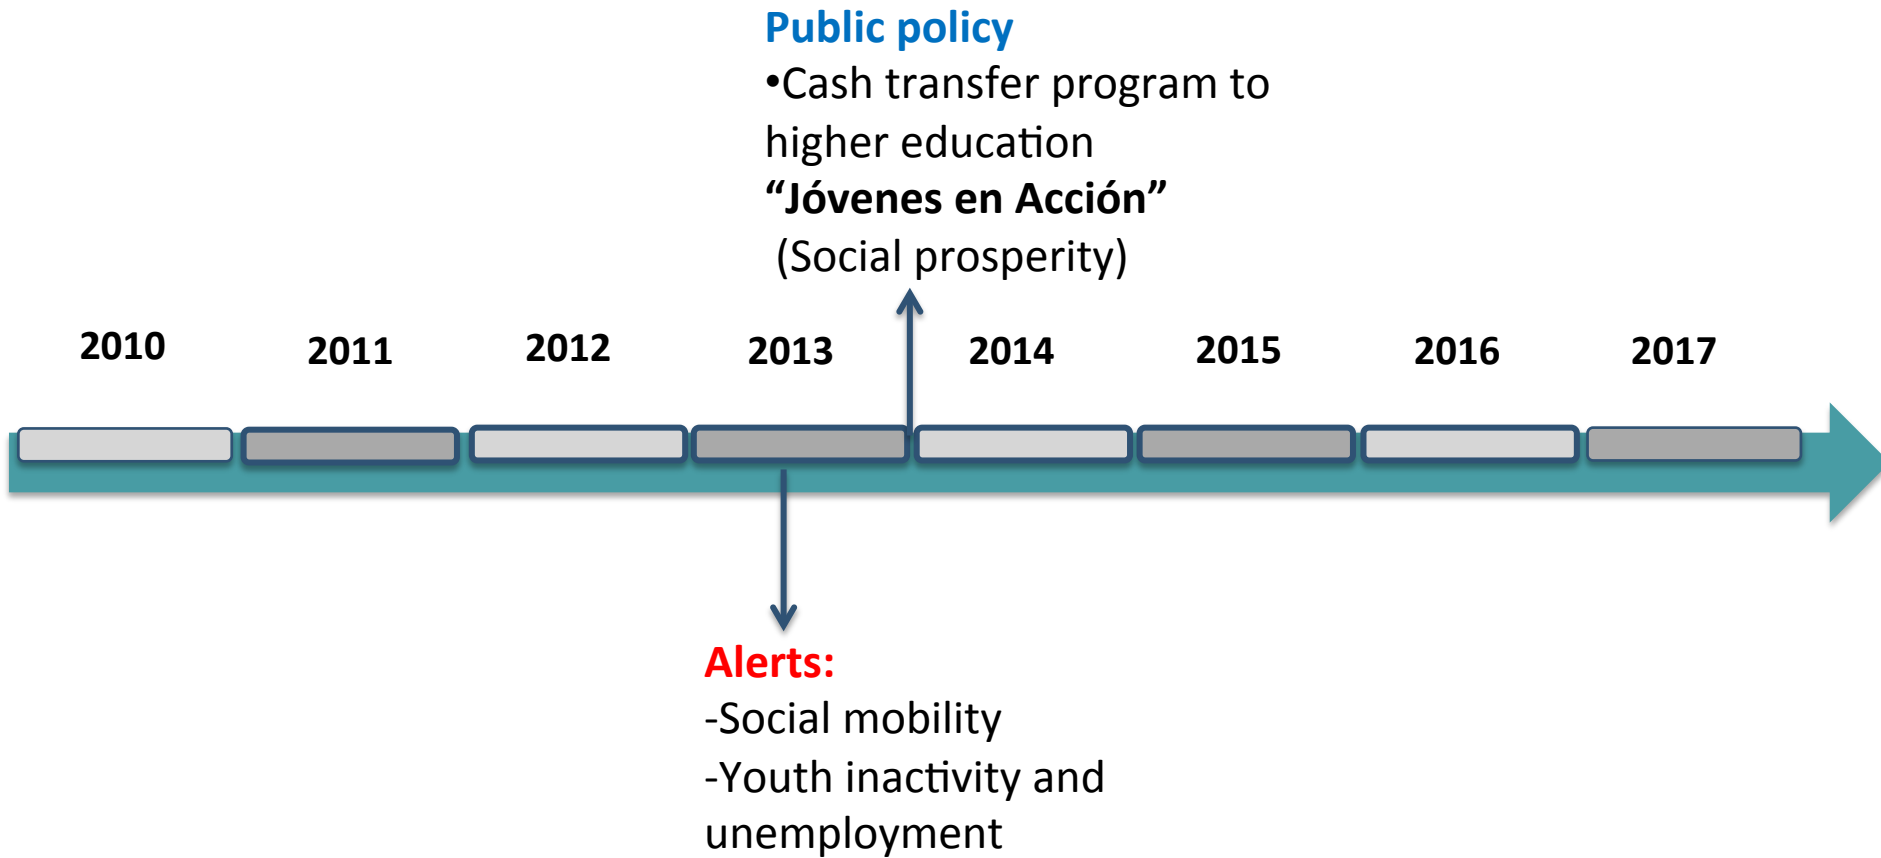 Public policy
•Cash transfer program to
higher education
“Jóvenes en Acción”
(Social prosperity)
2010 2011 2012 2013 2014 2015 2016 2017
Alerts:
-Social mobility
-Youth inactivity and
unemployment